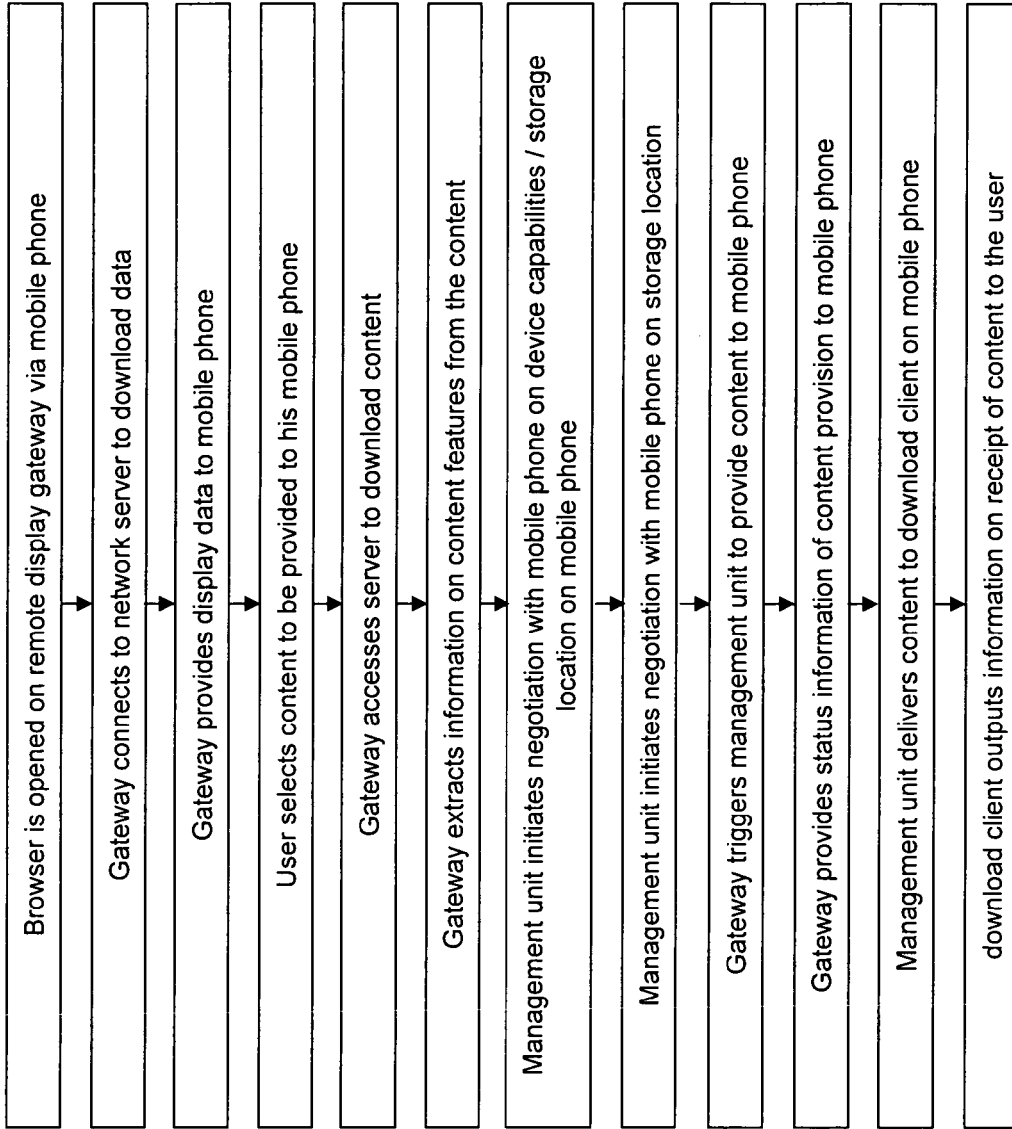 Browser is opened on remote display gateway via mobile phone
Gateway connects to network server to download data
Gateway provides display data to mobile phone
User selects content to be provided to his mobile phone
Gateway accesses server to download content
Gateway extracts information on content features from the content
Management unit initiates negotiation with mobile phone on device capabilities / storage
location on mobile phone
Management unit initiates negotiation with mobile phone on storage location
Gateway triggers management unit to provide content to mobile phone
Gateway provides status information of content provision to mobile phone
Management unit delivers content to download client on mobile phone
download client outputs information on receipt of content to the user